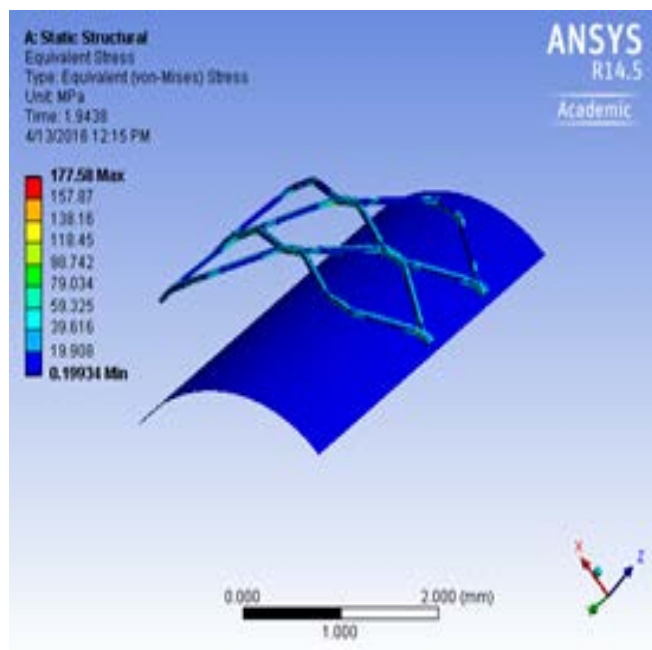 A: Static Structural
Equivalent Stress
Type: Equivalent (von-Mises) Stress
Unit: MPa
Time: 1.9438
4/13/2016 12:15 PM
177.58 Max
157.87
138.16
118.45
98.742
79.034
59.325
39.616
19.908
0.19934 Min
ANSYS
R14.5
Academic
X
Z
0.000
2.000 (mm)
1.000